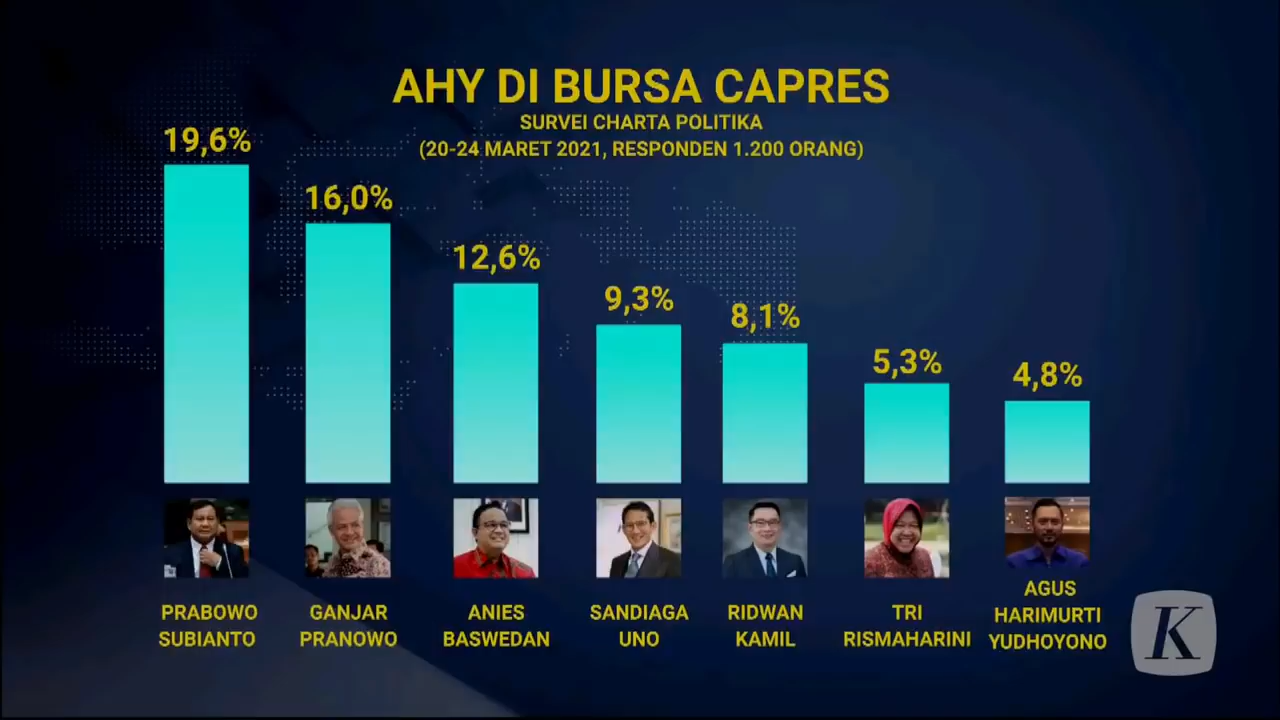 AHY DI BURSA CAPRES
SURVEI CHARTA POLITIKA
(20-24 MARET 2021, RESPONDEN 1.200 ORANG)
19,6%
16,0%
12,6%
9,3%
8,1%
5,3%
4,8%
PRABOWO
SUBIANTO
GANJAR
PRANOWO
ANIES
BASWEDAN
SANDIAGA
UNO
RIDWAN
KAMIL
TRI
RISMAHARINI
AGUS
HARIMURTI
YUDHOYONO
K